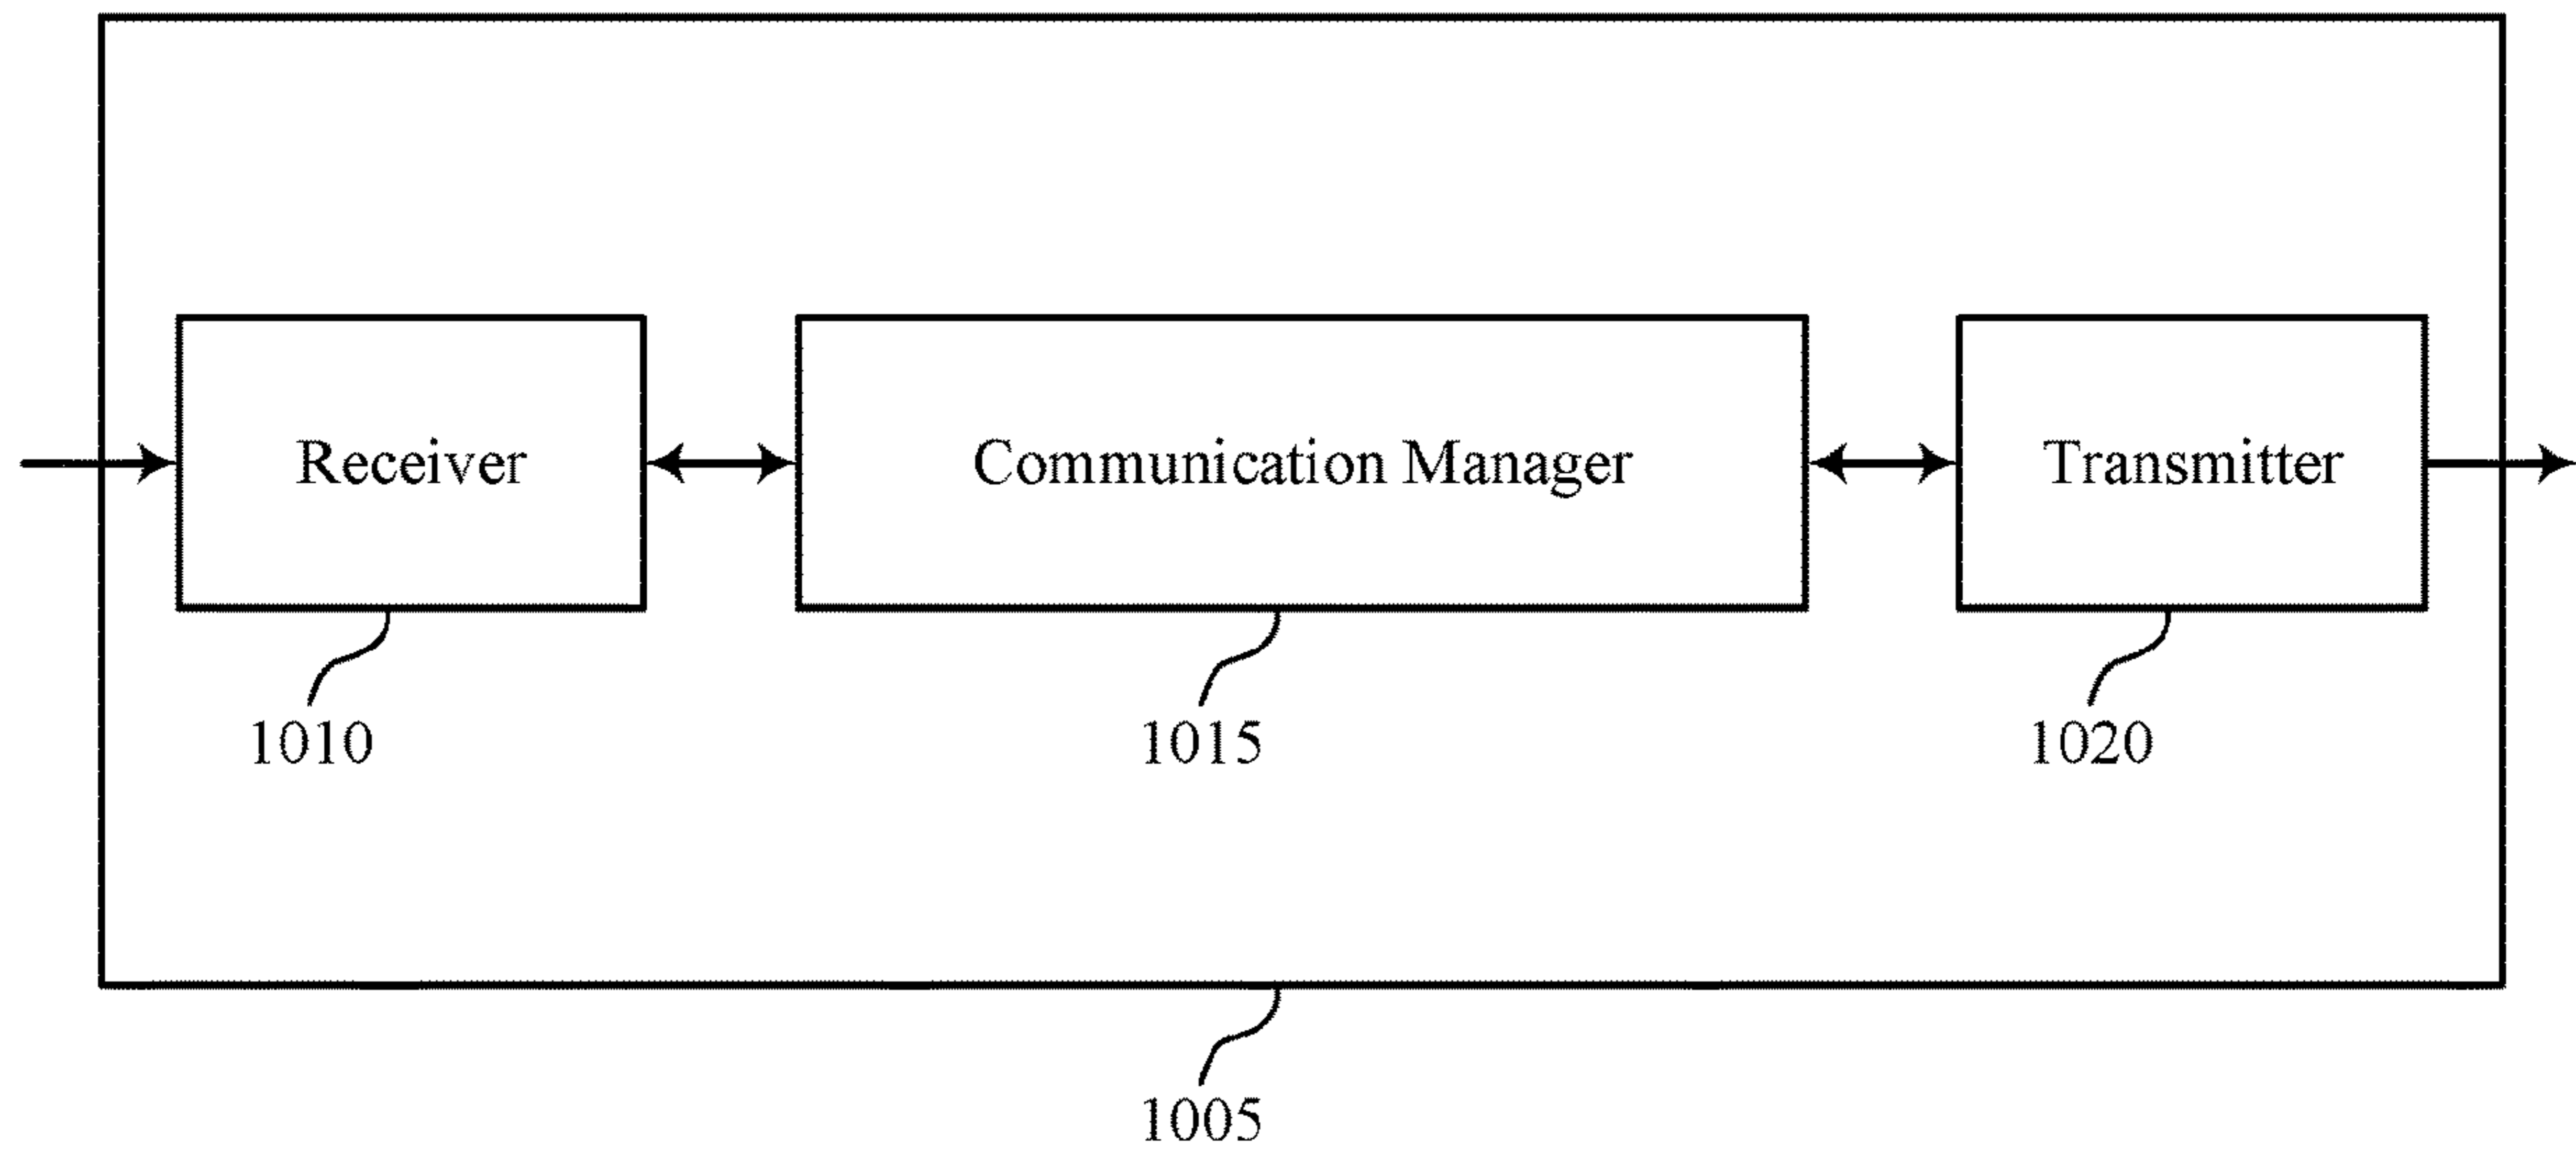 Receiver
Communication Manager
Transmitter
1010
1015
1020
1005